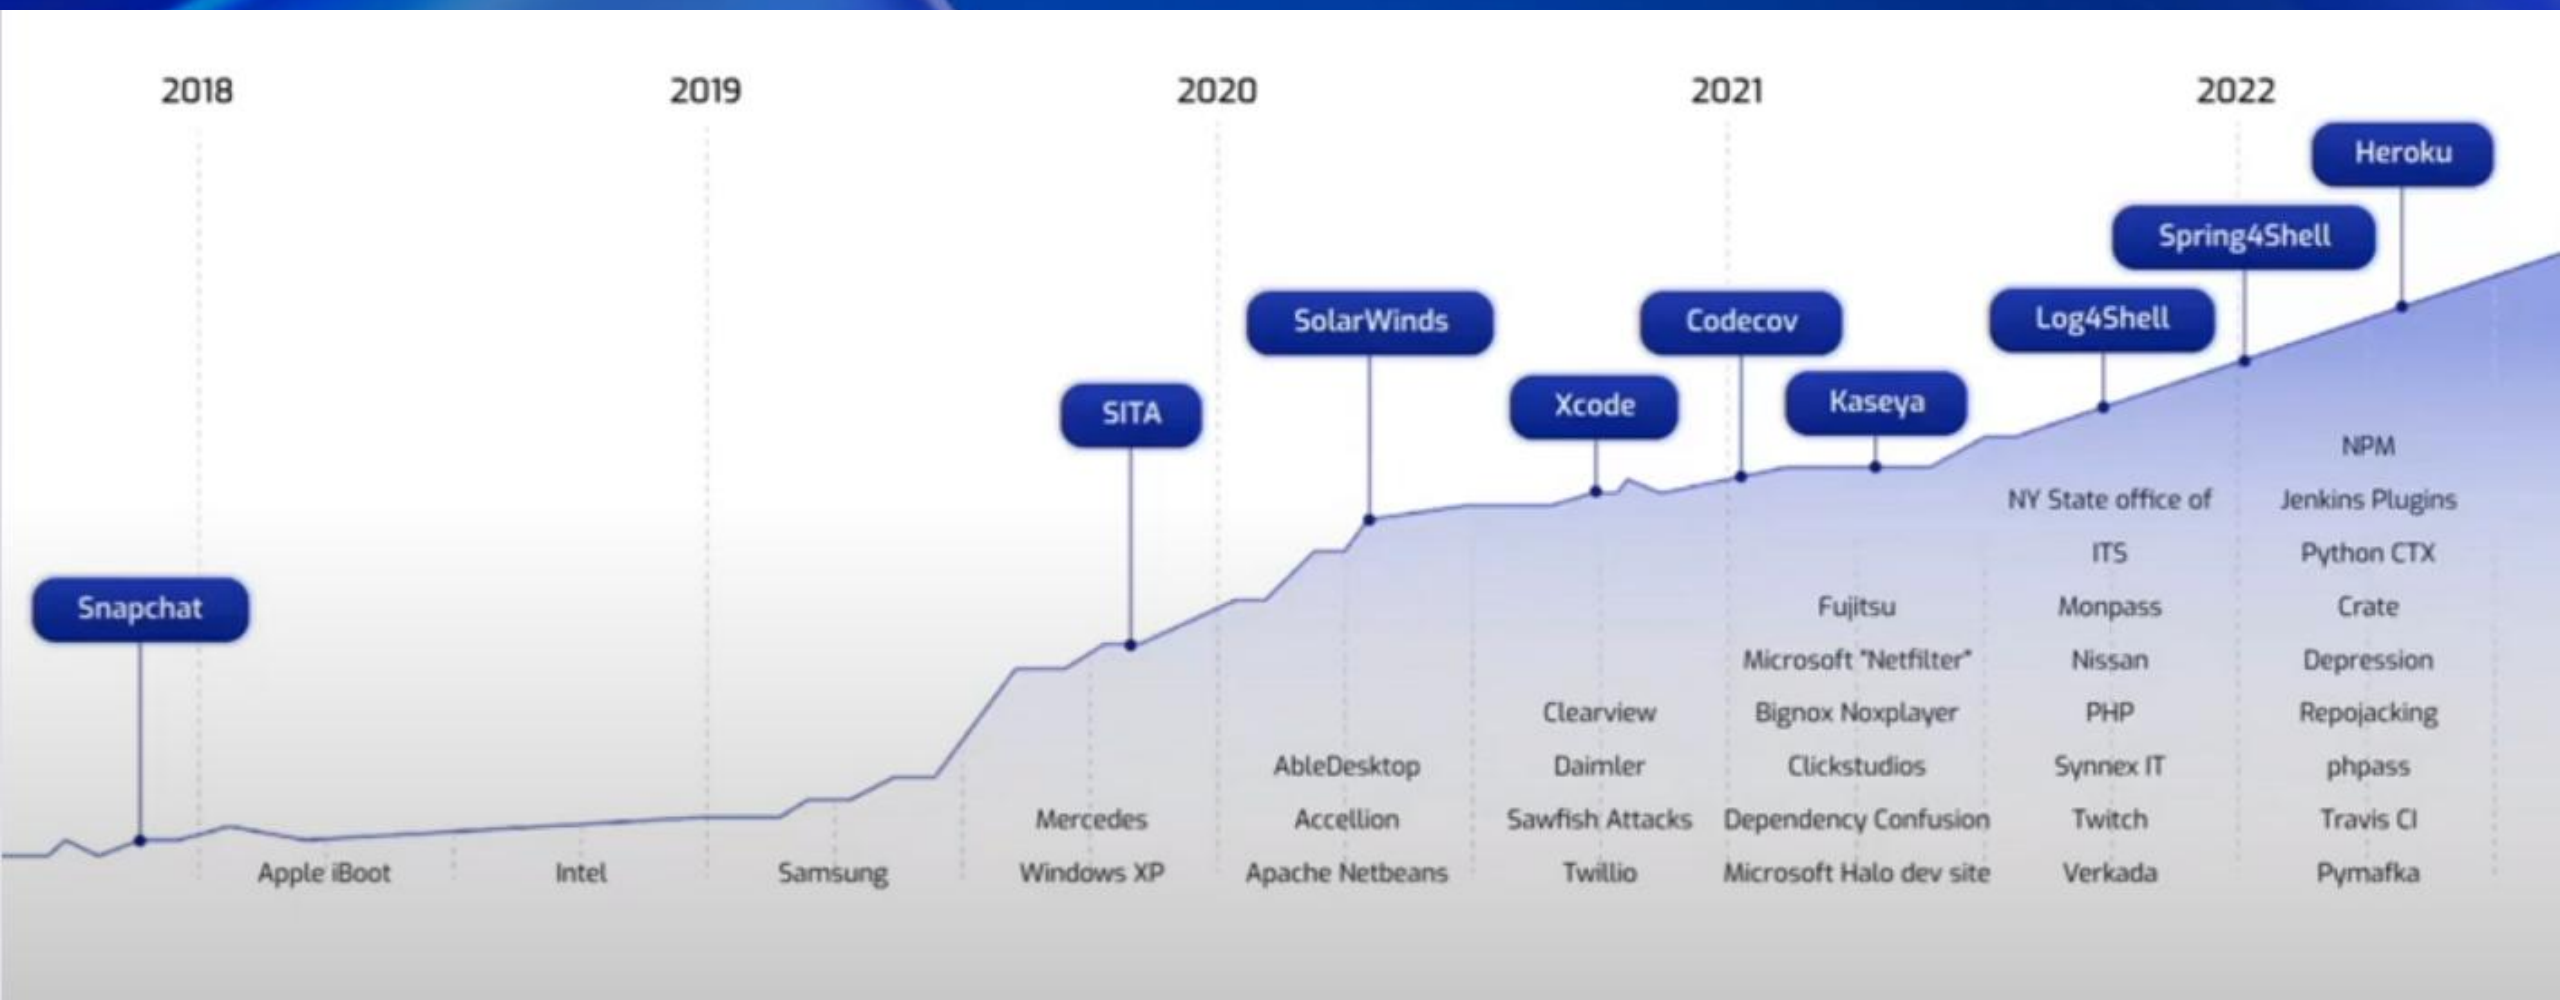 2018
2019
2020
2021
2022
Heroku
Spring4Shell
SolarWinds
Codecov
Log4Shell
SITA
Xcode
Kaseya
Snapchat
Apple iBoot
Intel
Samsung
Mercedes
Windows XP
AbleDesktop
Accellion
Apache Netbeans
Clearview
Daimler
Sawfish Attacks
Twillio
Fujitsu
Microsoft "Netfilter"
Bignox Noxplayer
Clickstudios
Dependency Confusion
Microsoft Halo dev site
NY State office of
ITS
Monpass
Nissan
PHP
Synnex IT
Twitch
Verkada
NPM
Jenkins Plugins
Python CTX
Crate
Depression
Repojacking
phpass
Travis CI
Pymafka